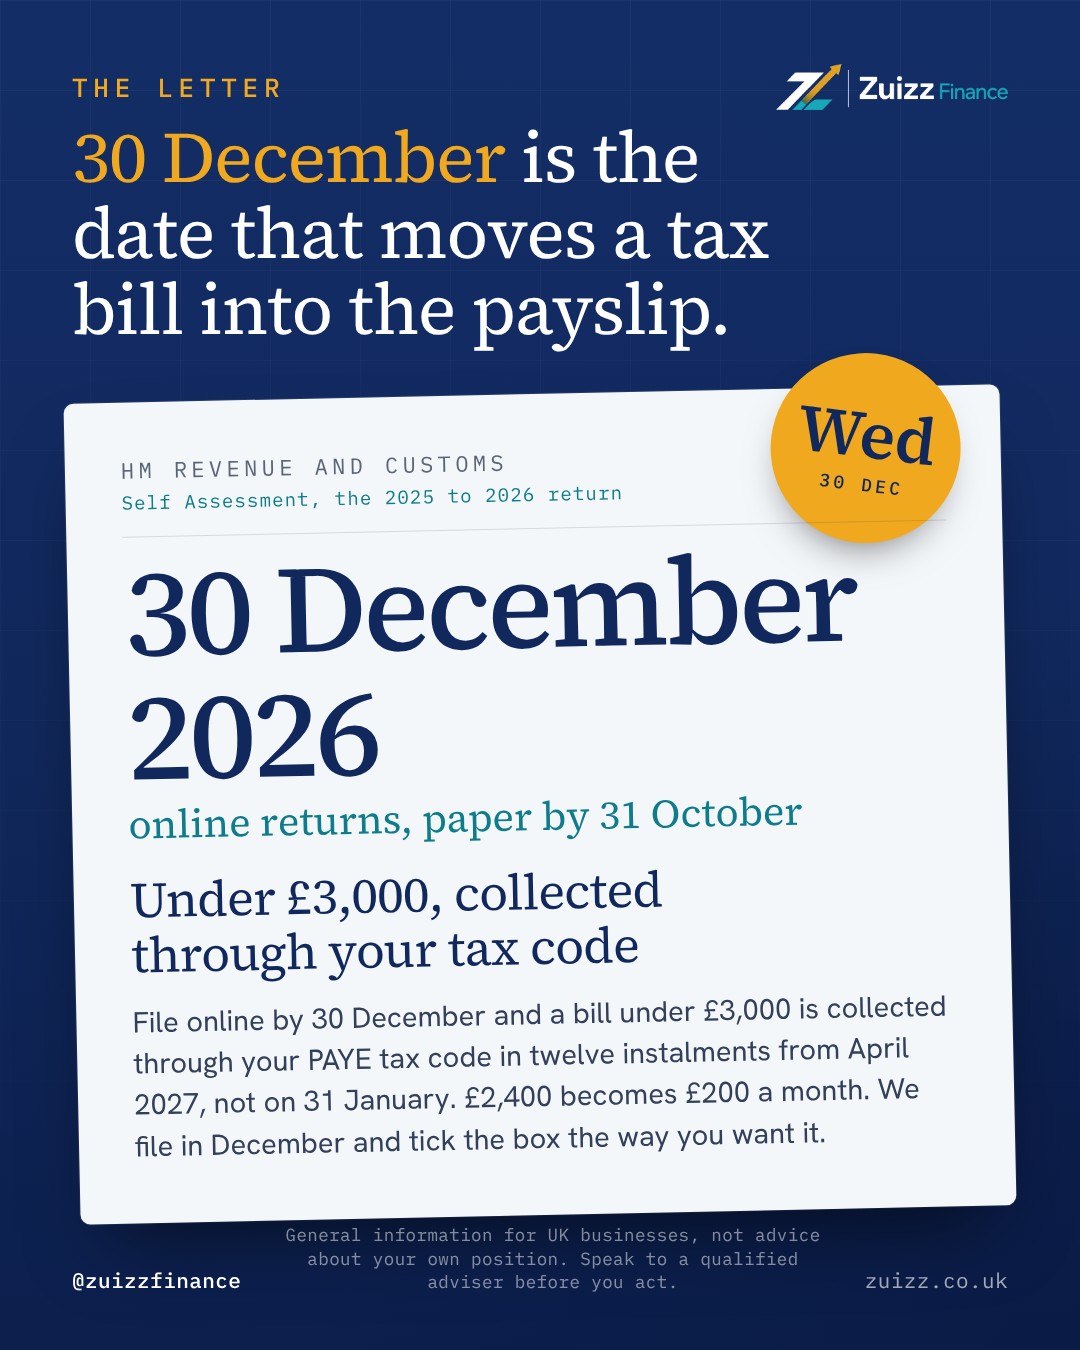 THE LETTER
Zuizz Finance
30 December is the
date that moves a tax
bill into the payslip.
Wed
30 DEC
HM REVENUE AND CUSTOMS
Self Assessment, the 2025 to 2026 return
30 December
2026
online returns, paper by 31 October
Under £3,000, collected
through your tax code
File online by 30 December and a bill under £3,000 is collected
through your PAYE tax code in twelve instalments from April
2027, not on 31 January. £2,400 becomes £200 a month. We
file in December and tick the box the way you want it.
General information for UK businesses, not advice
about your own position. Speak to a qualified
adviser before you act.
@zuizzfinance
zuizz.co.uk